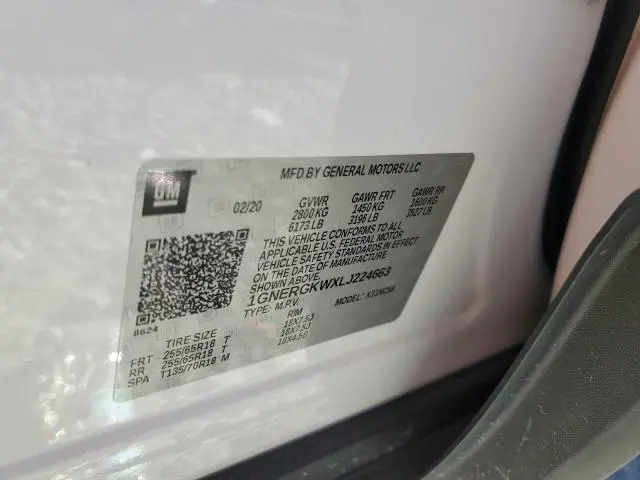 MFD BY GENERAL MOTORS LLC
GM
02/20 GVWR GAWR FRT GAWR RR
2800 KG 1450 KG 1600 KG
6173 LB 3196 LB 3527 LB
THIS VEHICLE CONFORMS TO ALL
APPLICABLE U.S. FEDERAL MOTOR
VEHICLE SAFETY STANDARDS IN EFFECT
ON THE DATE OF MANUFACTURE
SHOWN ABOVE.
1GNERGKWXLJ224663
TYPE: M.P.V. MODEL:
8624
TIRE SIZE RIM
FRT 255/65R18 T 18X7.5J
RR 255/65R18 T 18X7.5J
SPA T135/70R18 M 18X4.5B